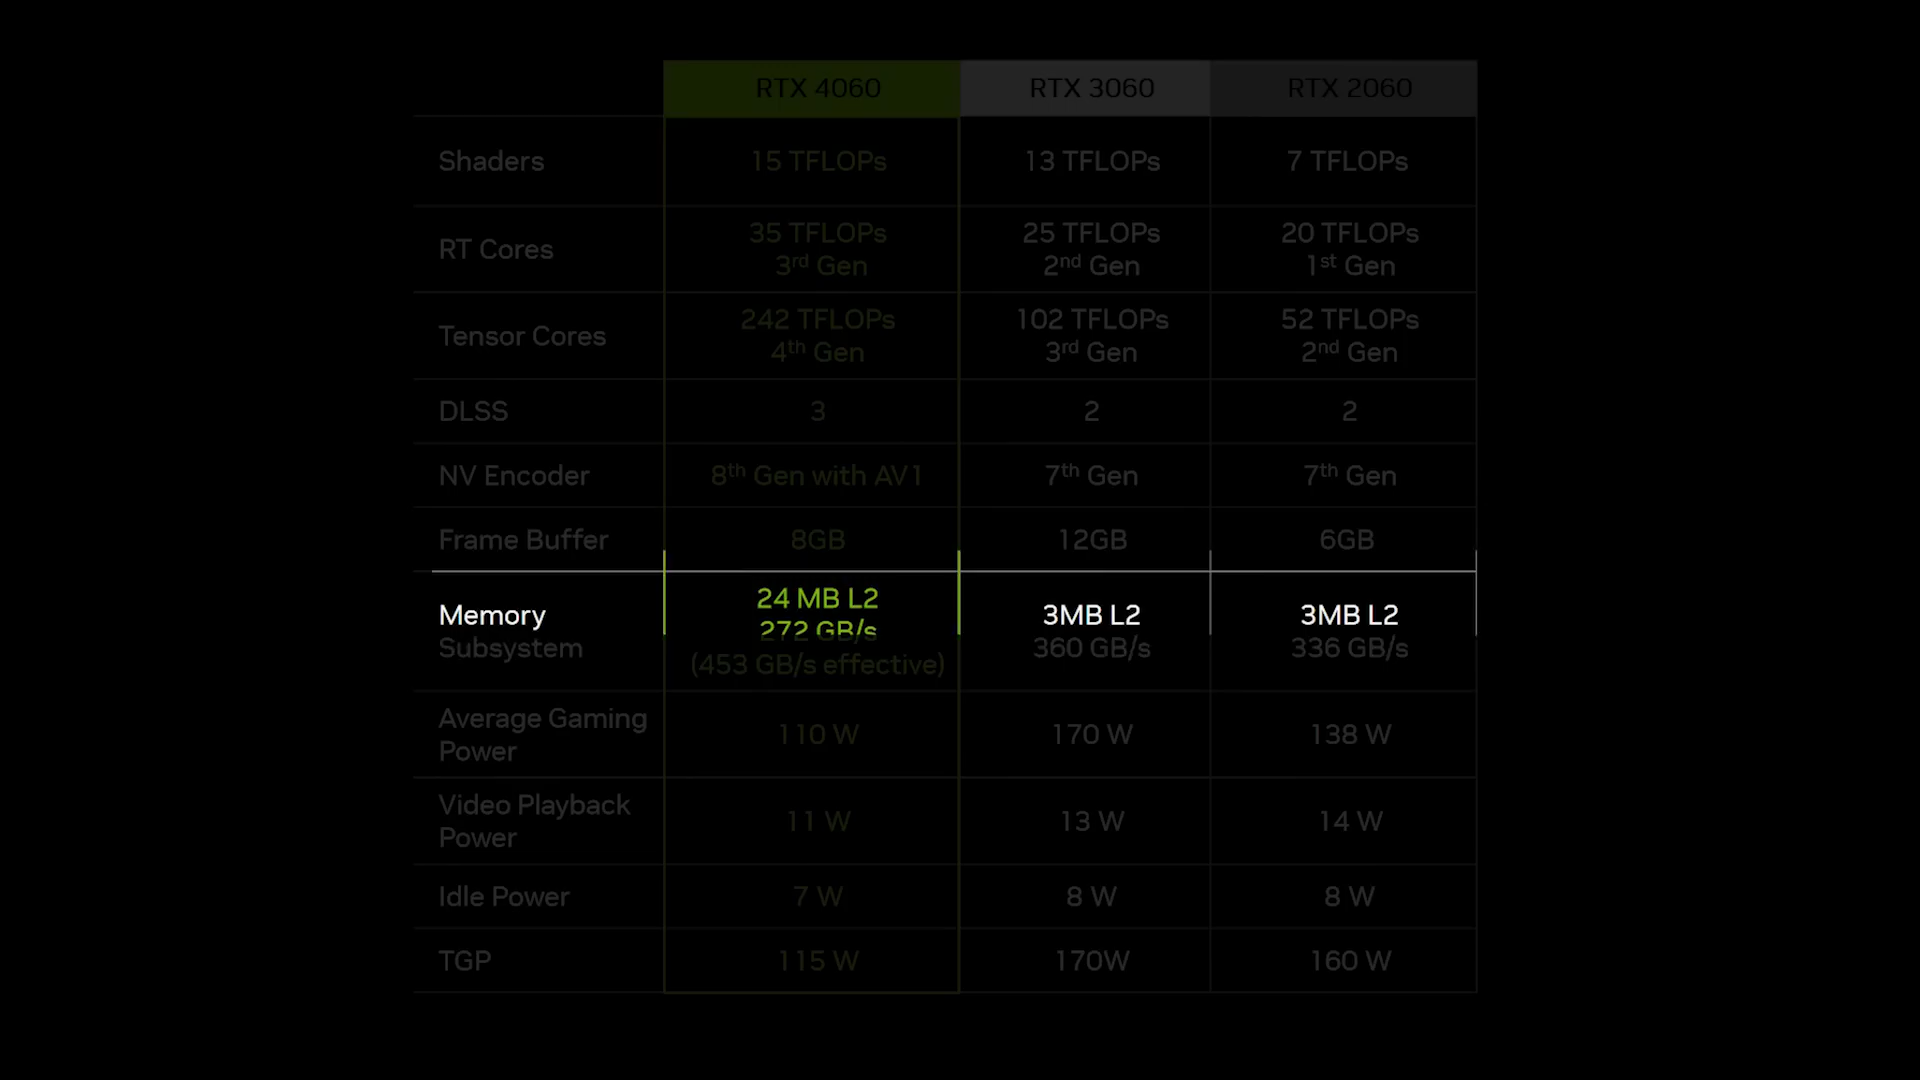 RTX 4060 RTX 3060 RTX 2060
Shaders 15 TFLOPs 13 TFLOPs 7 TFLOPs
RT Cores 35 TFLOPs 3rd Gen 25 TFLOPs 2nd Gen 20 TFLOPs 1st Gen
Tensor Cores 242 TFLOPs 4th Gen 102 TFLOPs 3rd Gen 52 TFLOPs 2nd Gen
DLSS 3 2 2
NV Encoder 8th Gen with AV1 7th Gen 7th Gen
Frame Buffer 8GB 12GB 6GB
Memory Subsystem 24 MB L2 272 GB/s (453 GB/s effective) 3MB L2 360 GB/s 3MB L2 336 GB/s
Average Gaming Power 110 W 170 W 138 W
Video Playback Power 11 W 13 W 14 W
Idle Power 7 W 8 W 8 W
TGP 115 W 170W 160 W